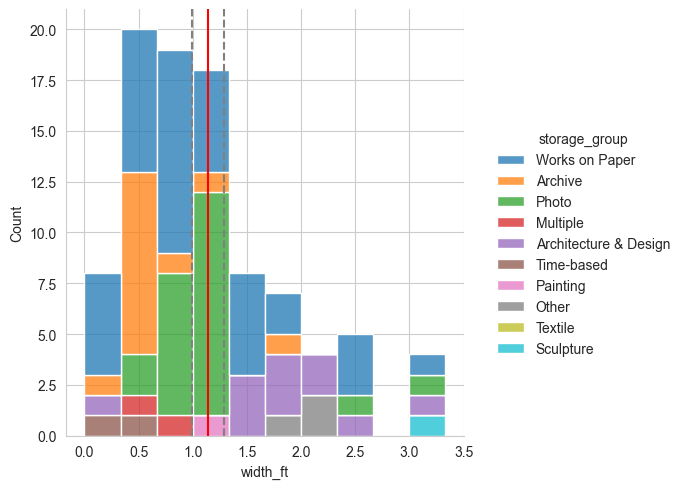 20.0
17.5
15.0
12.5
10.0
7.5
5.0
2.5
0.0
Count
0.0 0.5 1.0 1.5 2.0 2.5 3.0 3.5
width_ft
storage_group
Works on Paper
Archive
Photo
Multiple
Architecture & Design
Time-based
Painting
Other
Textile
Sculpture